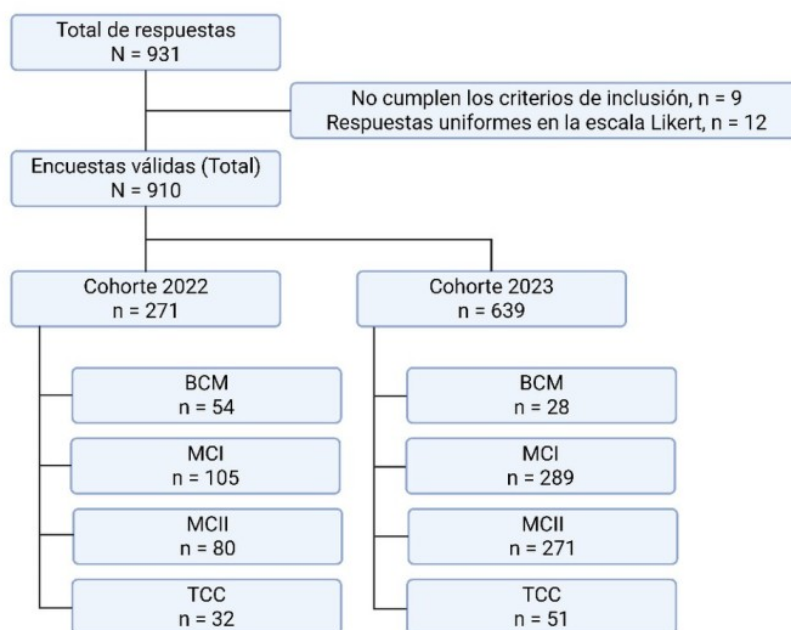 Total de respuestas
N = 931
No cumplen los criterios de inclusión, n = 9
Respuestas uniformes en la escala Likert, n = 12
Encuestas válidas (Total)
N = 910
Cohorte 2022
n = 271
Cohorte 2023
n = 639
BCM
n = 54
MCI
n = 105
MCII
n = 80
TCC
n = 32
BCM
n = 28
MCI
n = 289
MCII
n = 271
TCC
n = 51